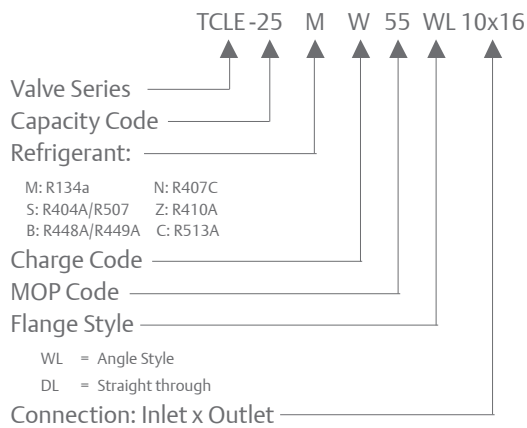 TCLE -25 M W 55 WL 10x16
Valve Series
Capacity Code
Refrigerant:
M: R134a N: R407C
S: R404A/R507 Z: R410A
B: R448A/R449A C: R513A
Charge Code
MOP Code
Flange Style
WL = Angle Style
DL = Straight through
Connection: Inlet x Outlet